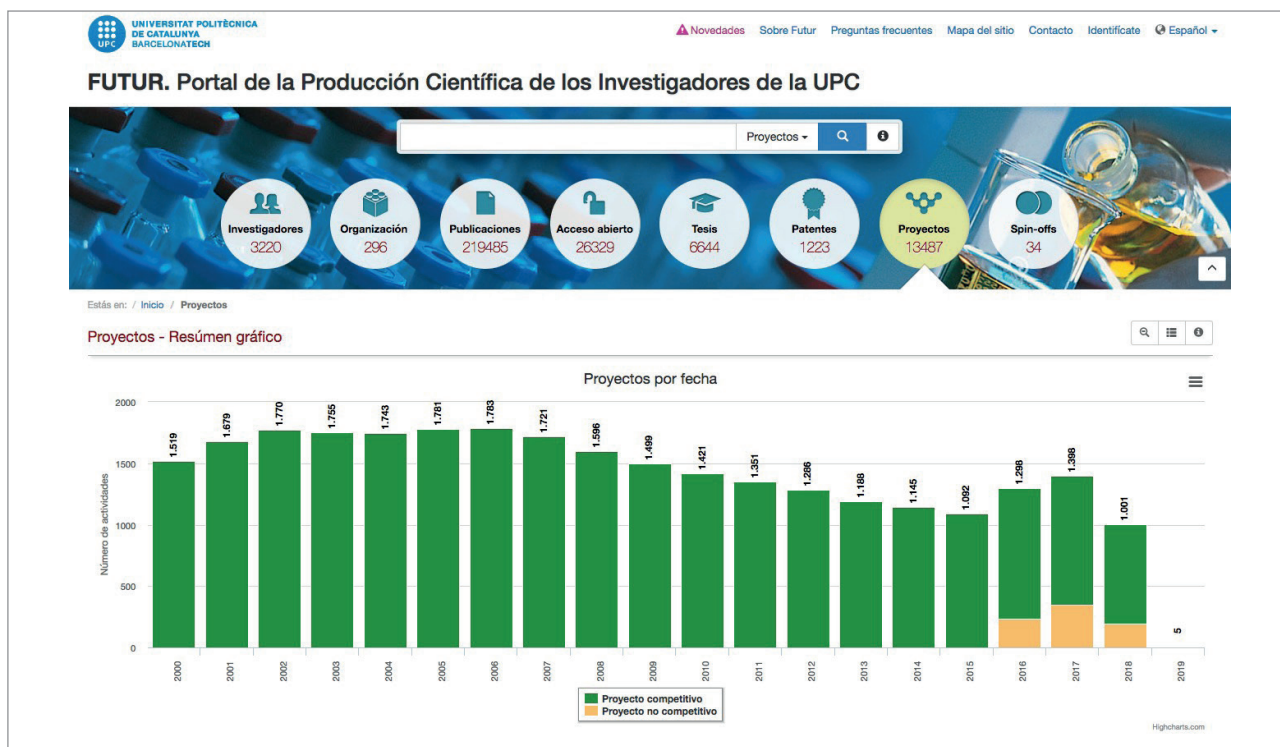 UNIVERSITAT POLITÈCNICA
DE CATALUNYA
BARCELONATECH
UPC
Novedades Sobre Futur Preguntas frecuentes Mapa del sitio Contacto Identifícate Español
FUTUR. Portal de la Producción Científica de los Investigadores de la UPC
Proyectos
Investigadores
3220
Organización
296
Publicaciones
219485
Acceso abierto
26329
Tesis
6644
Patentes
1223
Proyectos
13487
Spin-offs
34
Estás en: / Inicio / Proyectos
Proyectos - Resúmen gráfico
Proyectos por fecha
Número de actividades
2000
1500
1000
500
0
1.519
1.679
1.770
1.755
1.743
1.781
1.783
1.721
1.596
1.499
1.421
1.351
1.286
1.188
1.145
1.092
1.298
1.398
1.001
5
2000
2001
2002
2003
2004
2005
2006
2007
2008
2009
2010
2011
2012
2013
2014
2015
2016
2017
2018
2019
Proyecto competitivo
Proyecto no competitivo
Highcharts.com